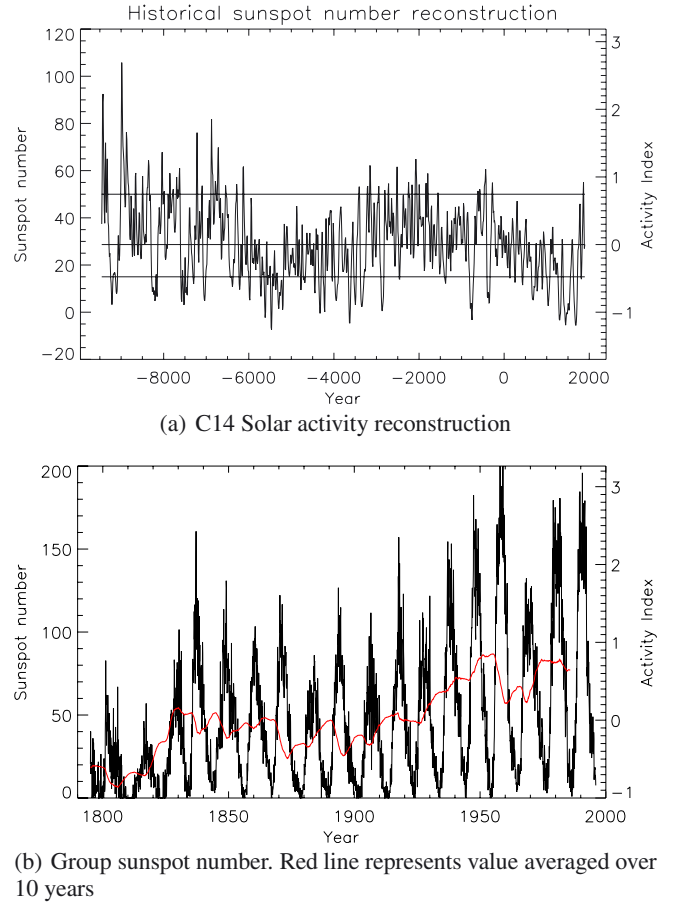 Historical sunspot number reconstruction
120
100
80
60
40
20
0
−20
Sunspot number
3
2
1
0
−1
Activity Index
−8000 −6000 −4000 −2000 0 2000
Year
(a) C14 Solar activity reconstruction
200
150
100
50
0
Sunspot number
3
2
1
0
−1
Activity Index
1800 1850 1900 1950 2000
Year
(b) Group sunspot number. Red line represents value averaged over
10 years